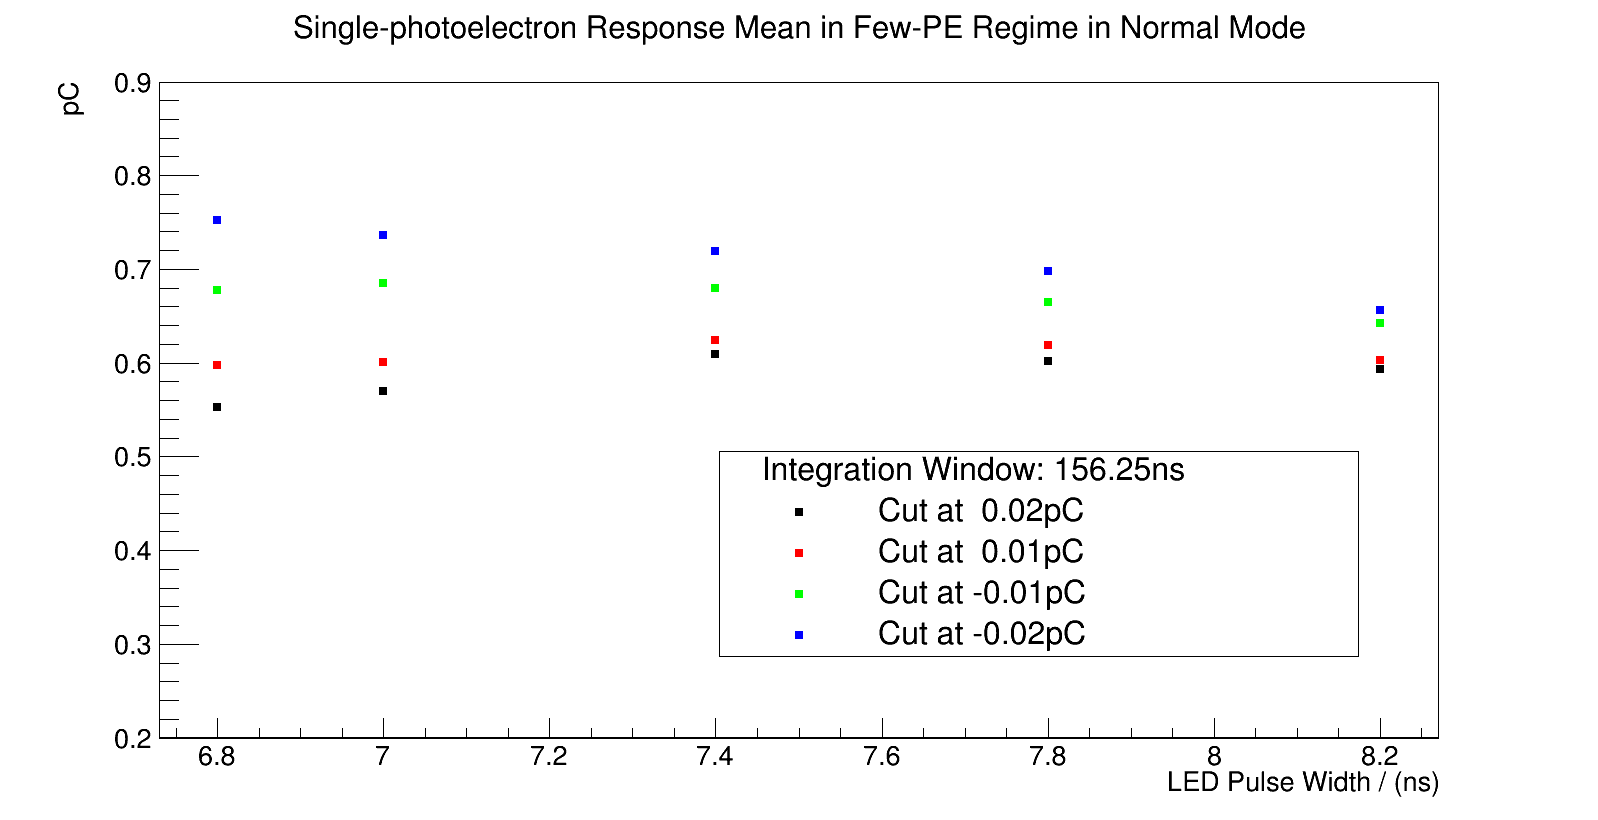 Single-photoelectron Response Mean in Few-PE Regime in Normal Mode
pC
0.9
0.8
0.7
0.6
0.5
0.4
0.3
0.2
Integration Window: 156.25ns
Cut at 0.02pC
Cut at 0.01pC
Cut at -0.01pC
Cut at -0.02pC
6.8 7 7.2 7.4 7.6 7.8 8 8.2
LED Pulse Width / (ns)